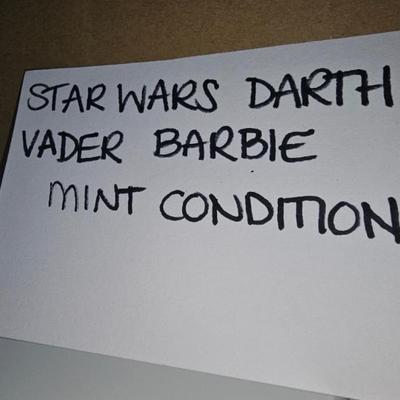 STAR WARS DARTH
VADER BARBIE
MINT CONDITION